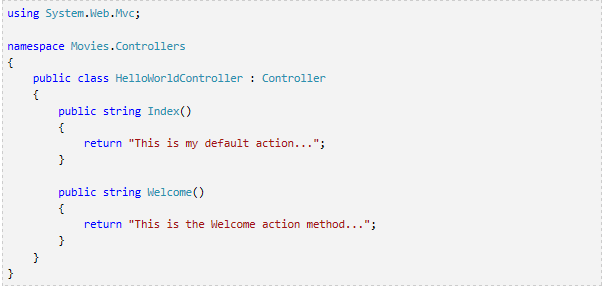 using System.Web.Mvc;

namespace Movies.Controllers
{
    public class HelloWorldController : Controller
    {
        public string Index()
        {
            return "This is my default action...";
        }

        public string Welcome()
        {
            return "This is the Welcome action method...";
        }
    }
}